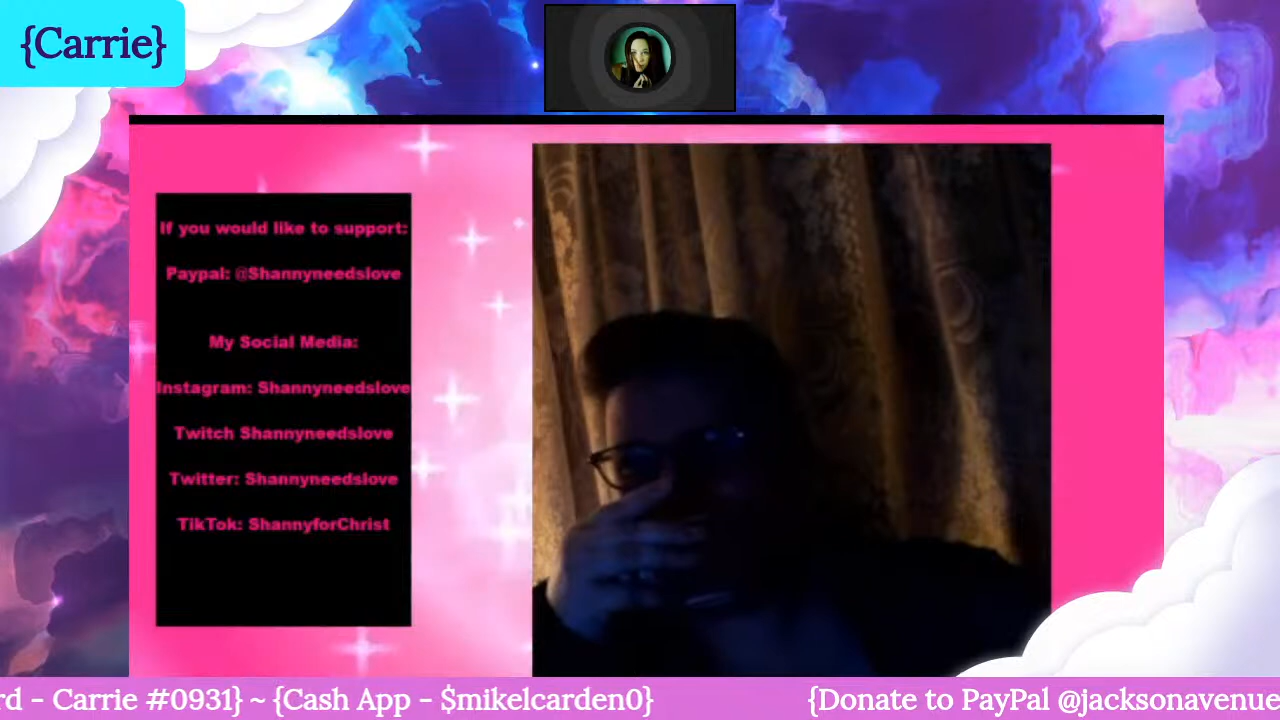 {Carrie}
If you would like to support:
Paypal: @Shannyneedslove
My Social Media:
Instagram: Shannyneedslove
Twitch Shannyneedslove
Twitter: Shannyneedslove
TikTok: ShannyforChrist
rd - Carrie #0931} ~ {Cash App - $mikelcarden0} {Donate to PayPal @jacksonavenue